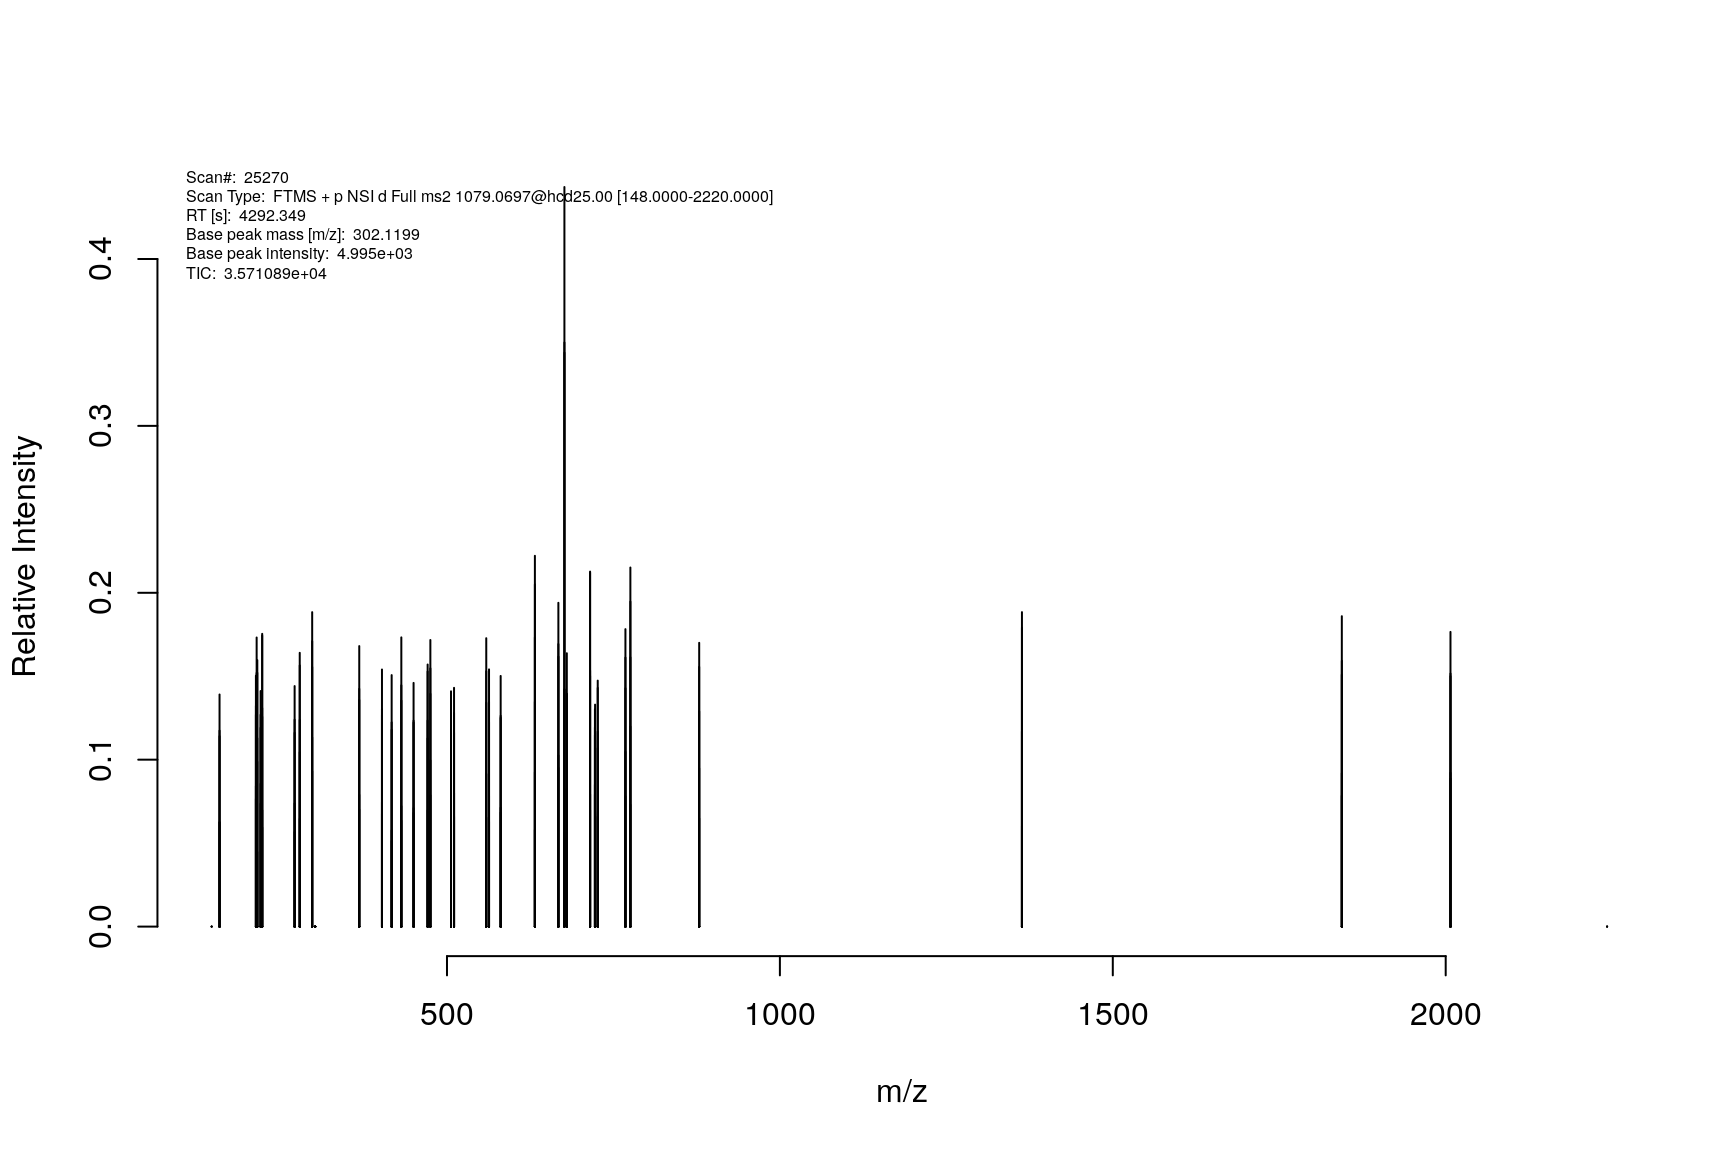 Scan#: 25270
Scan Type: FTMS + p NSI d Full ms2 1079.0697@hcd25.00 [148.0000-2220.0000]
RT [s]: 4292.349
Base peak mass [m/z]: 302.1199
Base peak intensity: 4.995e+03
TIC: 3.571089e+04
0.4
0.3
0.2
0.1
0.0
Relative Intensity
500 1000 1500 2000
m/z